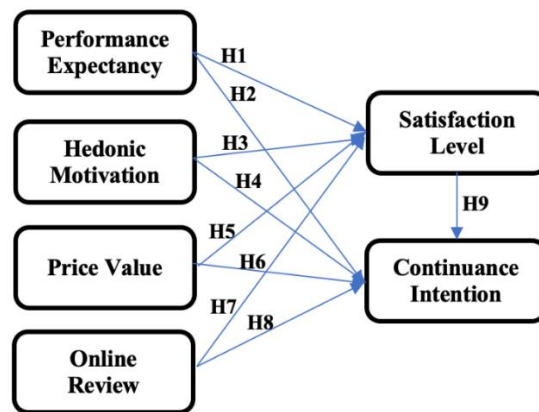 Performance
Expectancy
H1
H2
Hedonic
Motivation
H3
H4
Satisfaction
Level
H9
Price Value
H5
H6
Continuance
Intention
H7
H8
Online
Review